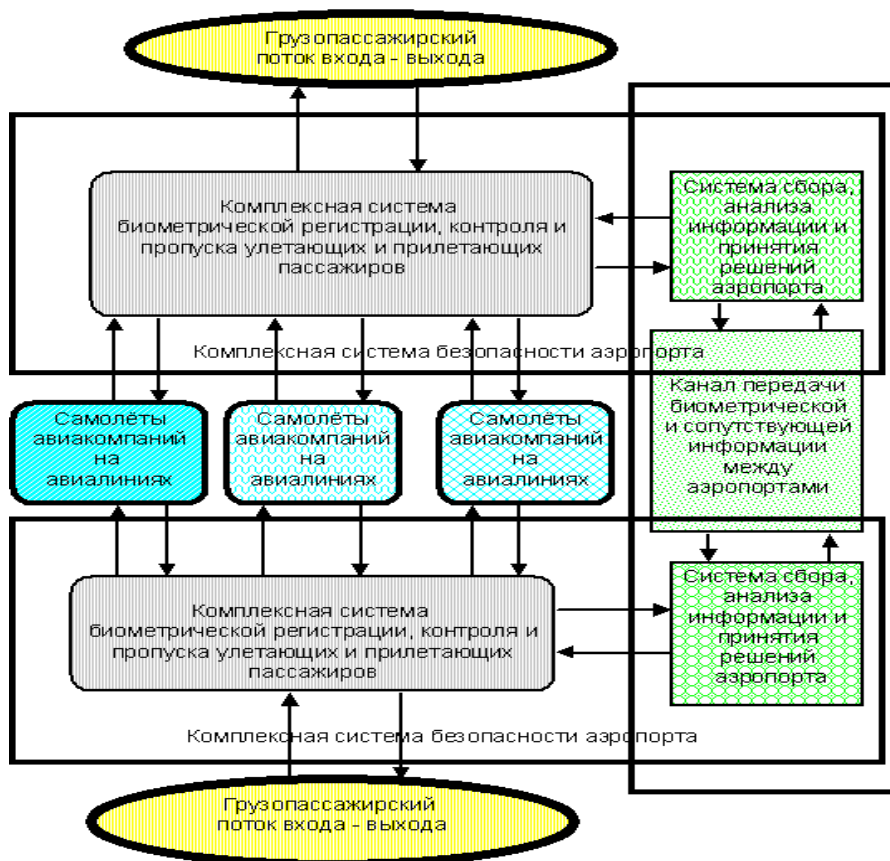 Грузопассажирский
поток входа - выхода
Комплексная система
биометрической регистрации, контроля и
пропуска улетающих и прилетающих
пассажиров
Система сбора,
анализа
информации и
принятия
решений
аэропорта
Комплексная система безопасности аэропорта
Самолёты
авиакомпаний
на
авиалиниях
Самолёты
авиакомпаний
на
авиалиниях
Самолёты
авиакомпаний
на
авиалиниях
Канал передачи
биометрической
и сопутствующей
информации
между
аэропортами
Комплексная система
биометрической регистрации, контроля и
пропуска улетающих и прилетающих
пассажиров
Система сбора,
анализа
информации и
принятия
решений
аэропорта
Комплексная система безопасности аэропорта
Грузопассажирский
поток входа - выхода